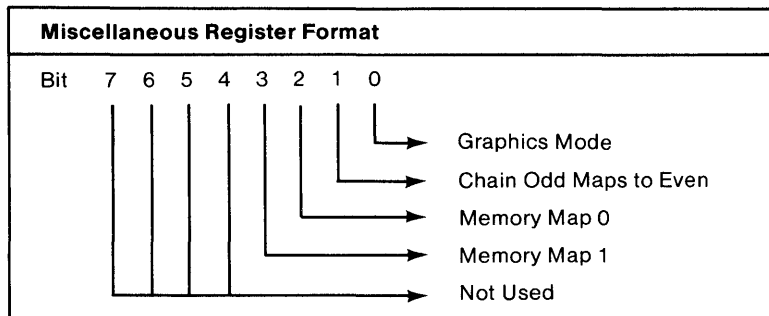 Miscellaneous Register Format
Bit 7 6 5 4 3 2 1 0
Graphics Mode
Chain Odd Maps to Even
Memory Map 0
Memory Map 1
Not Used